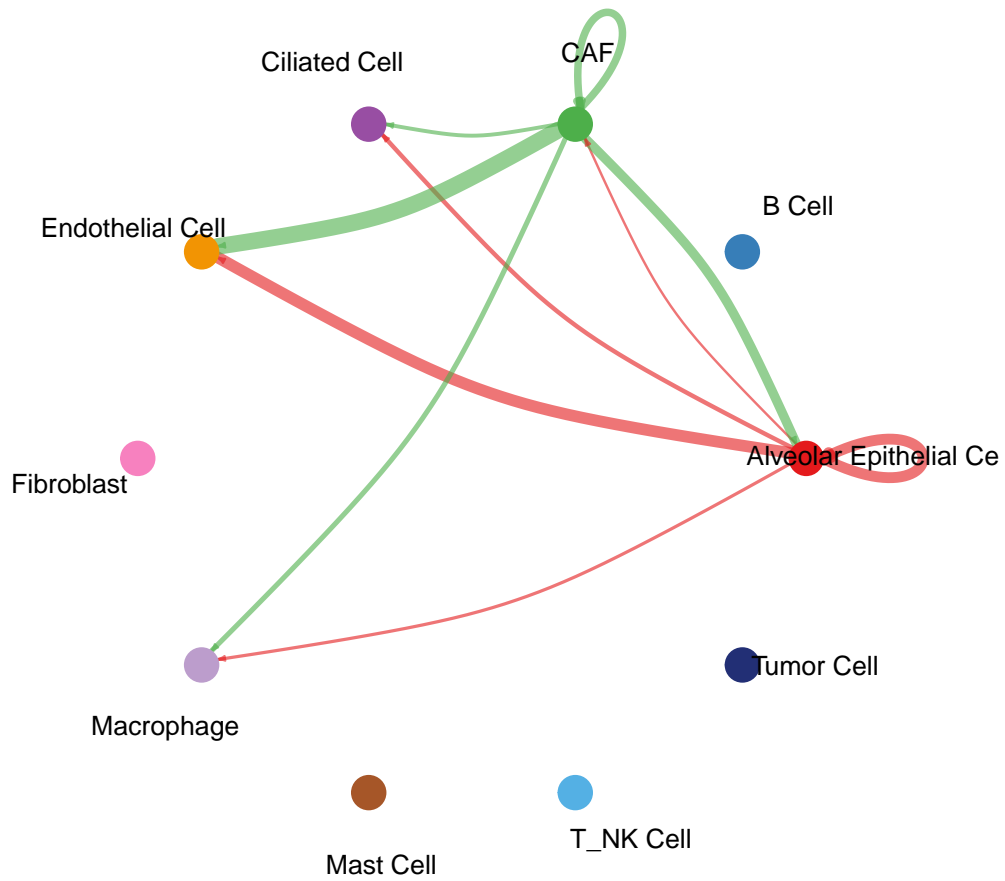 CAF
Ciliated Cell
B Cell
Endothelial Cell
Alveolar Epithelial Ce
Fibroblast
Tumor Cell
Macrophage
T_NK Cell
Mast Cell